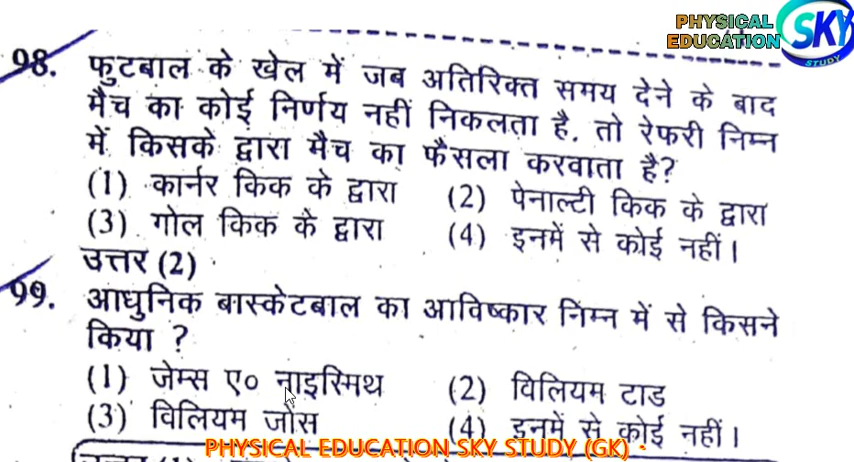 PHYSICAL
EDUCATION
SKY
STUDY
98. फुटबाल के खेल में जब अतिरिक्त समय देने के बाद
मैच का कोई निर्णय नहीं निकलता है, तो रेफरी निम्न
में किसके द्वारा मैच का फैसला करवाता है?
(1) कार्नर किक के द्वारा (2) पेनाल्टी किक के द्वारा
(3) गोल किक के द्वारा (4) इनमें से कोई नहीं।
उत्तर (2)
99. आधुनिक बास्केटबाल का आविष्कार निम्न में से किसने
किया ?
(1) जेम्स ए० नाइस्मिथ (2) विलियम टाड
(3) विलियम जोंस (4) इनमें से कोई नहीं।
PHYSICAL EDUCATION SKY STUDY (GK) -